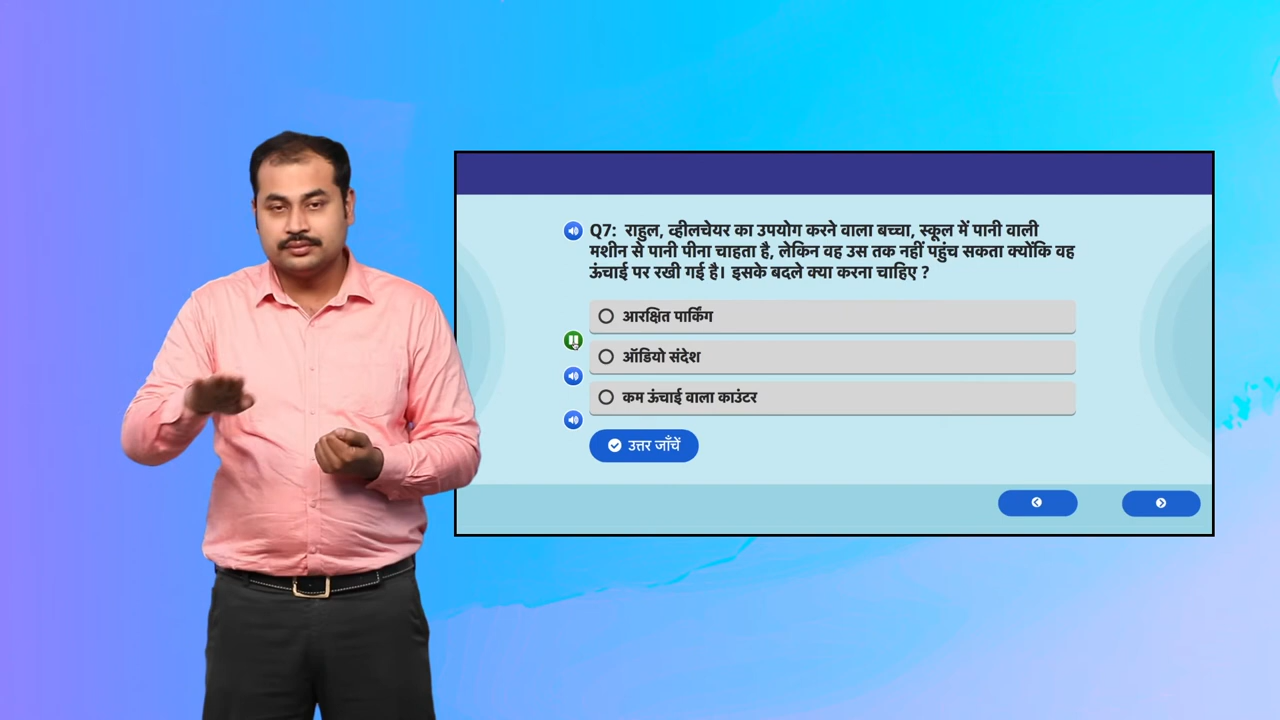 Q7: राहुल, व्हीलचेयर का उपयोग करने वाला बच्चा, स्कूल में पानी वाली
मशीन से पानी पीना चाहता है, लेकिन वह उस तक नहीं पहुंच सकता क्योंकि वह
ऊंचाई पर रखी गई है। इसके बदले क्या करना चाहिए ?
आरक्षित पार्किंग
ऑडियो संदेश
कम ऊंचाई वाला काउंटर
उत्तर जाँचें